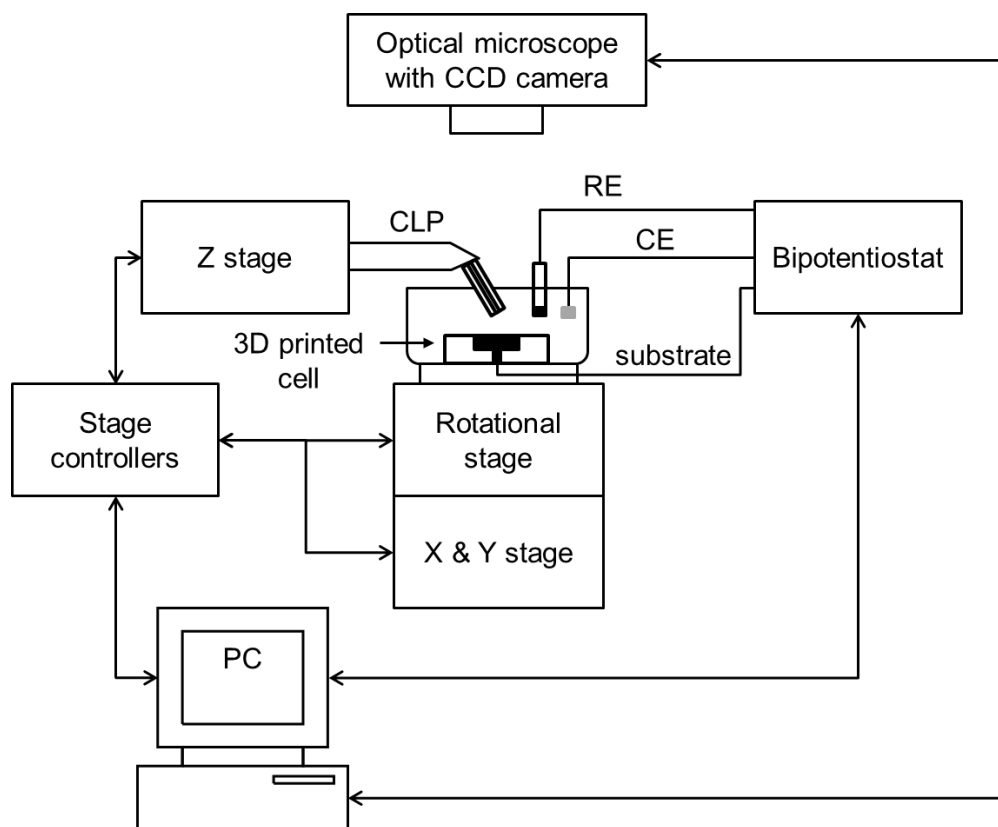 Optical microscope
with CCD camera
RE
CLP
CE
Z stage
Bipotentiostat
3D printed
cell
substrate
Stage
controllers
Rotational
stage
X & Y stage
PC